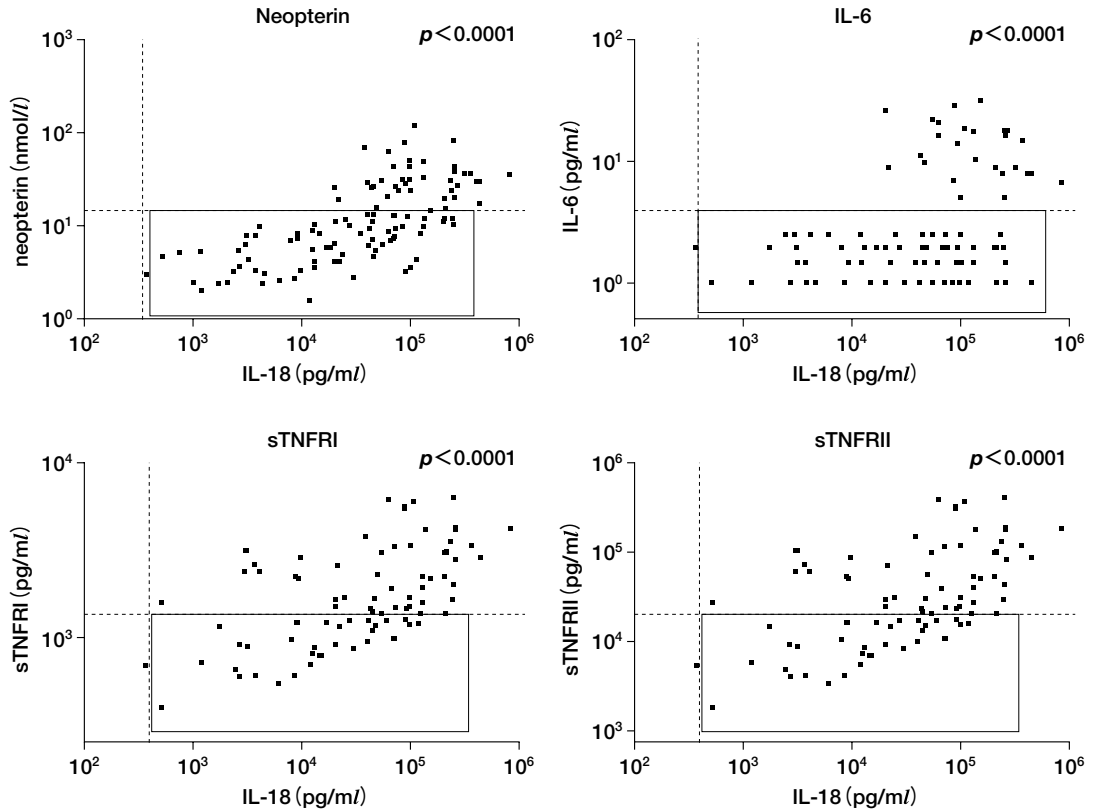 Neopterin
p<0.0001
10³
10²
10¹
10⁰
neopterin (nmol/l)
10² 10³ 10⁴ 10⁵ 10⁶
IL-18 (pg/ml)
IL-6
p<0.0001
10²
10¹
10⁰
IL-6 (pg/ml)
10² 10³ 10⁴ 10⁵ 10⁶
IL-18 (pg/ml)
sTNFRI
p<0.0001
10⁴
10³
sTNFRI (pg/ml)
10² 10³ 10⁴ 10⁵ 10⁶
IL-18 (pg/ml)
sTNFRII
p<0.0001
10⁶
10⁵
10⁴
10³
sTNFRII (pg/ml)
10² 10³ 10⁴ 10⁵ 10⁶
IL-18 (pg/ml)